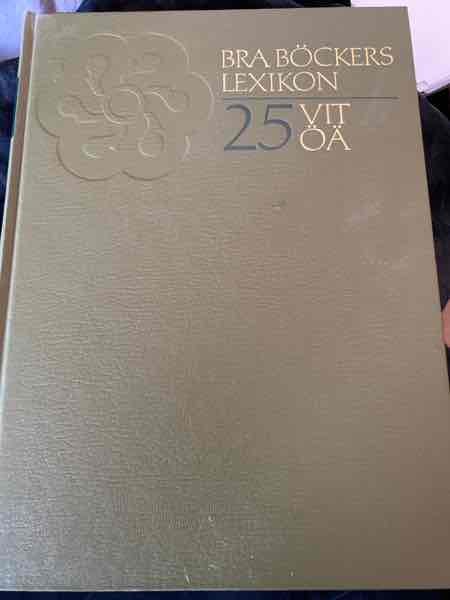 BRA BÖCKERS
LEXIKON
25 VIT
ÖÄ